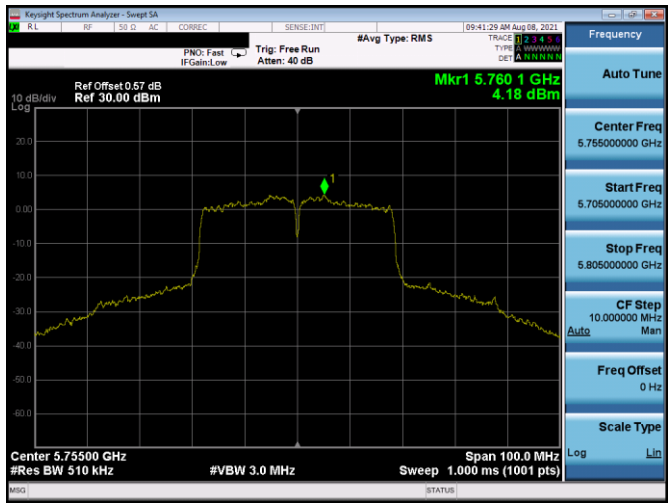 Keysight Spectrum Analyzer - Swept SA
RL RF 50 Ω AC CORREC SENSE:INT 09:41:29 AM Aug 08, 2021
#Avg Type: RMS TRACE 1 2 3 4 5 6
TYPE A WWWWW
DET A N N N N N
PNO: Fast Trig: Free Run
IFGain:Low Atten: 40 dB
Mkr1 5.760 1 GHz
4.18 dBm
Ref Offset 0.57 dB
10 dB/div Ref 30.00 dBm
Log
1
20.0
10.0
0.00
-10.0
-20.0
-30.0
-40.0
-50.0
-60.0
Center 5.75500 GHz Span 100.0 MHz
#Res BW 510 kHz #VBW 3.0 MHz Sweep 1.000 ms (1001 pts)
MSG STATUS
Frequency
Auto Tune
Center Freq
5.755000000 GHz
Start Freq
5.705000000 GHz
Stop Freq
5.805000000 GHz
CF Step
10.000000 MHz
Auto Man
Freq Offset
0 Hz
Scale Type
Log Lin